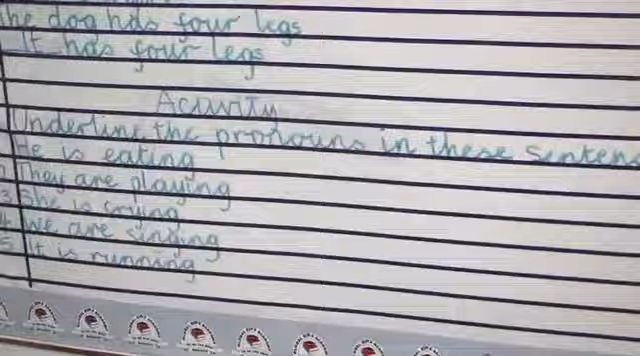 the dog has four legs
It has four legs
Activity
Underline the pronouns in these senten
He is eating
2 They are playing
3 She is crying
4. We are singing
5 It is running